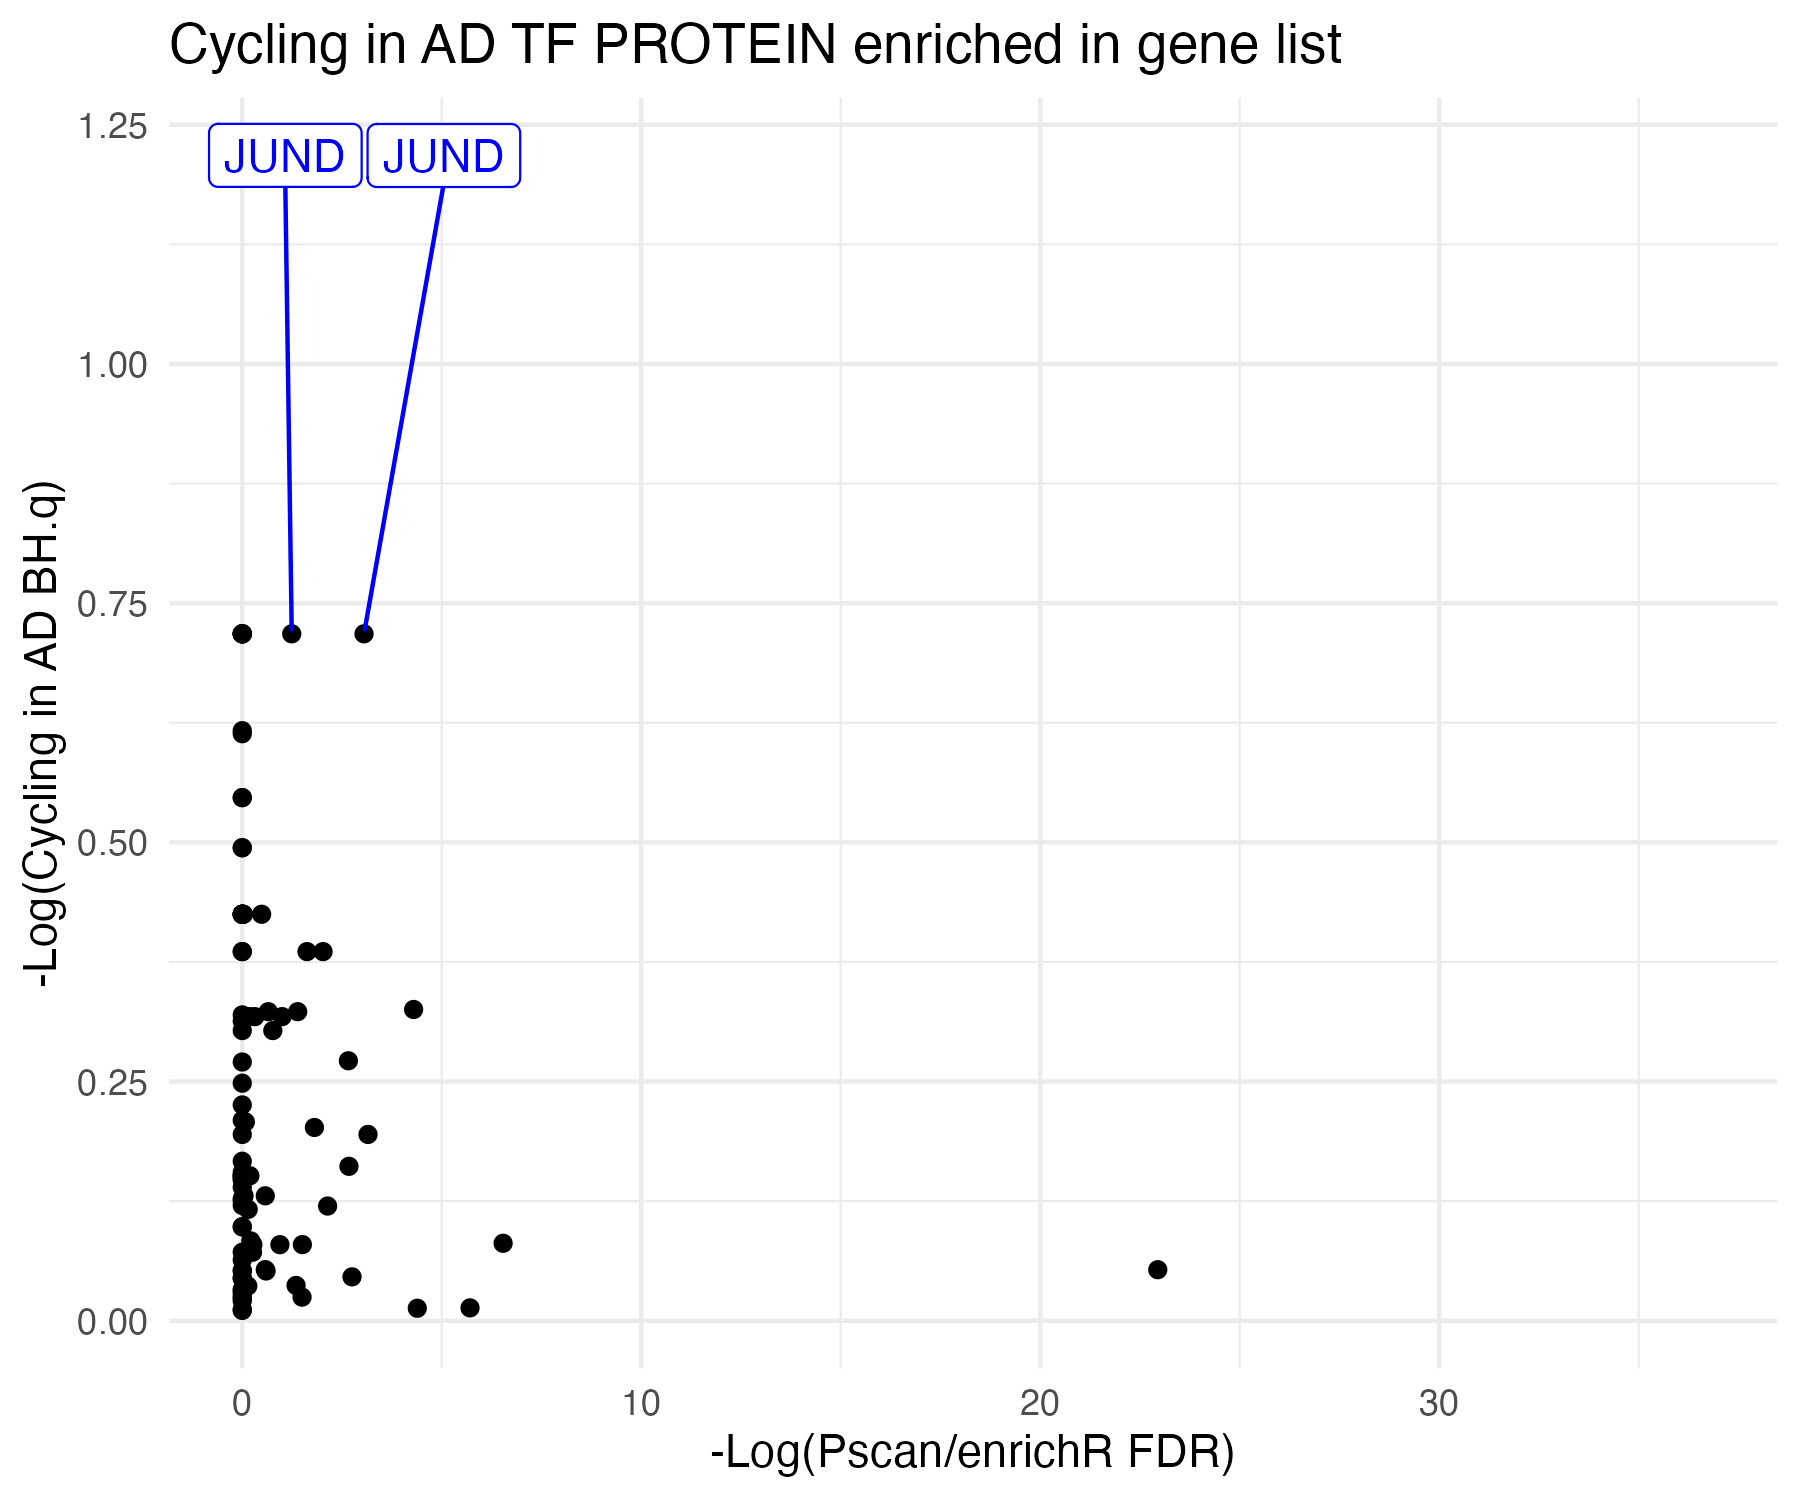 Cycling in AD TF PROTEIN enriched in gene list
1.25
JUND JUND
1.00
0.75
0.50
0.25
0.00
-Log(Cycling in AD BH.q)
0 10 20 30
-Log(Pscan/enrichR FDR)